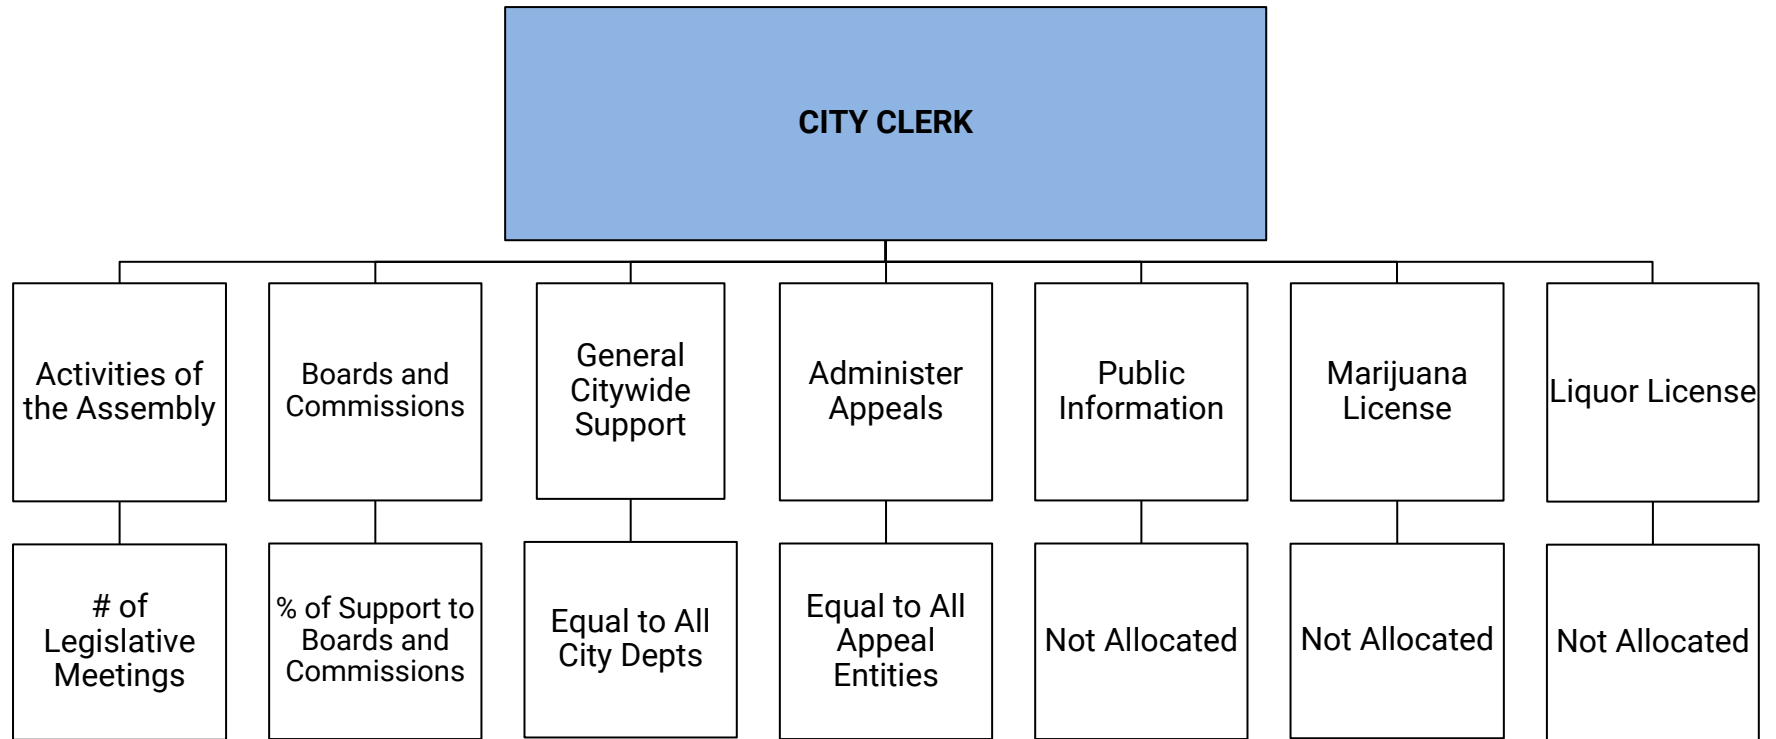 CITY CLERK
Activities of
the Assembly
Boards and
Commissions
General
Citywide
Support
Administer
Appeals
Public
Information
Marijuana
License
Liquor License
# of
Legislative
Meetings
% of Support to
Boards and
Commissions
Equal to All
City Depts
Equal to All
Appeal
Entities
Not Allocated
Not Allocated
Not Allocated